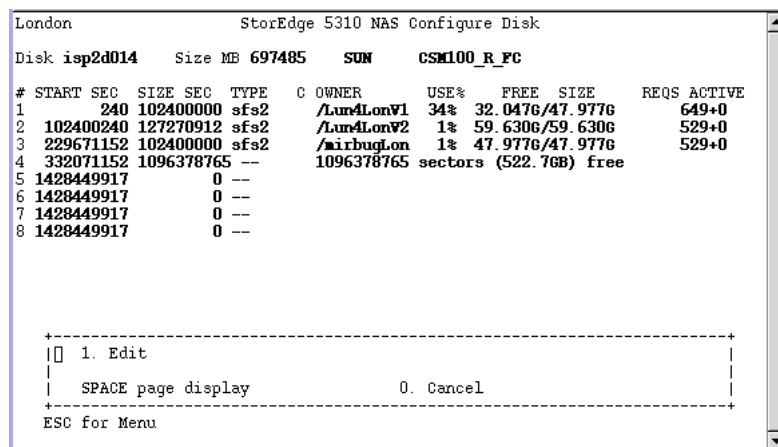 London StorEdge 5310 NAS Configure Disk
Disk isp2d014 Size MB 697485 SUN CSM100_R_FC
# START SEC SIZE SEC TYPE C OWNER USE% FREE SIZE REQS ACTIVE
1 240 102400000 sfs2 /Lun4LonV1 34% 32.047G/47.977G 649+0
2 102400240 127270912 sfs2 /Lun4LonV2 1% 59.630G/59.630G 529+0
3 229671152 102400000 sfs2 /mirbugLon 1% 47.977G/47.977G 529+0
4 332071152 1096378765 -- 1096378765 sectors (522.7GB) free
5 1428449917 0 --
6 1428449917 0 --
7 1428449917 0 --
8 1428449917 0 --
1. Edit
SPACE page display 0. Cancel
ESC for Menu